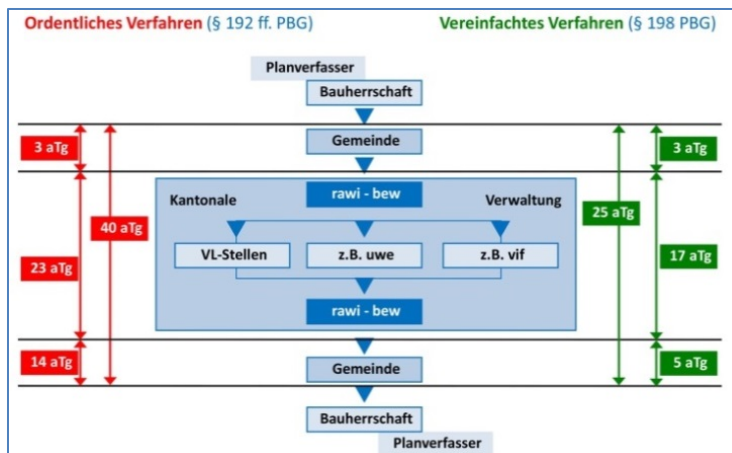 Ordentliches Verfahren (§ 192 ff. PBG)
Vereinfachtes Verfahren (§ 198 PBG)
Planverfasser
Bauherrschaft
3 aTg
Gemeinde
3 aTg
Kantonale
rawi - bew
Verwaltung
40 aTg
25 aTg
23 aTg
VL-Stellen
z.B. uwe
z.B. vif
17 aTg
rawi - bew
14 aTg
Gemeinde
5 aTg
Bauherrschaft
Planverfasser